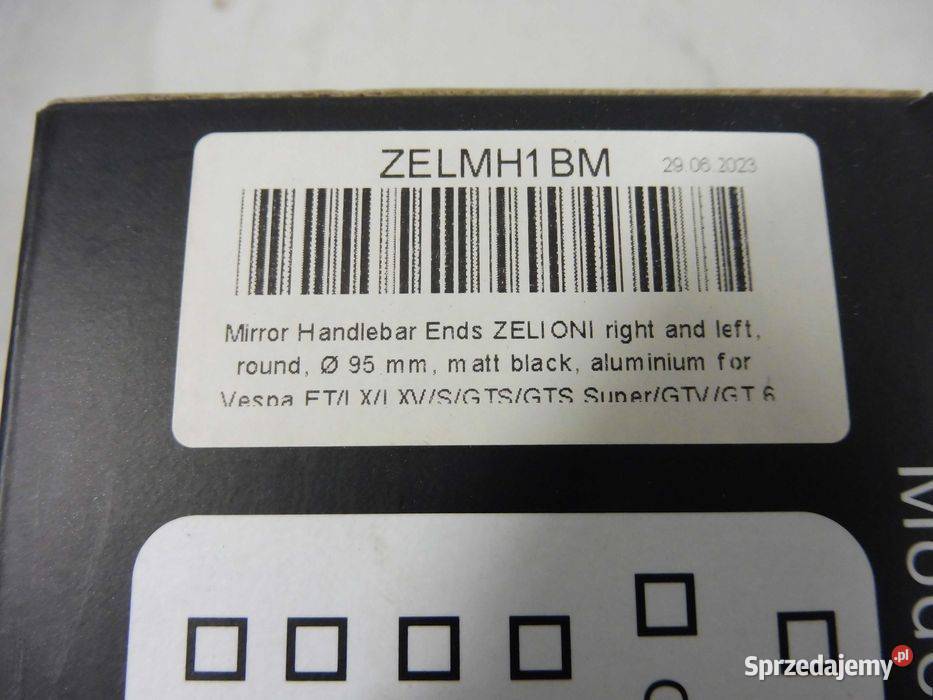 ZELMH1BM 29.06.2023
Mirror Handlebar Ends ZELIONI right and left,
round, Ø 95 mm, matt black, aluminium for
Vespa ET/LX/LXV/S/GTS/GTS Super/GTV/GT 6
Sprzedajemy.pl